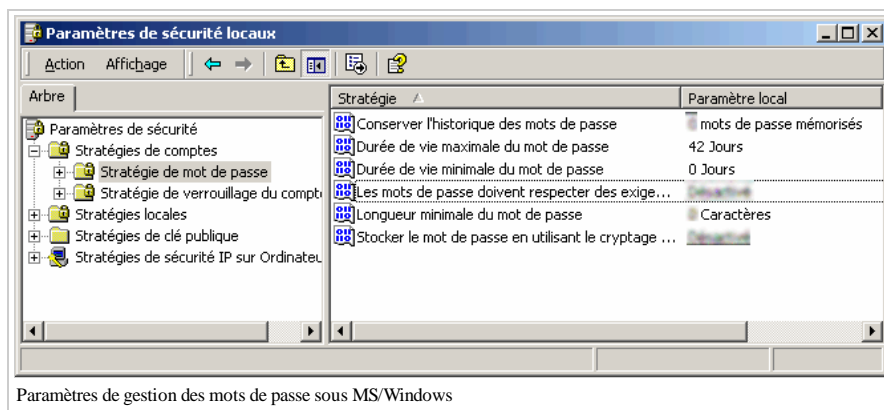 Paramètres de sécurité locaux
Action Affichage
Arbre
Paramètres de sécurité
Stratégies de comptes
Stratégie de mot de passe
Stratégie de verrouillage du compt
Stratégies locales
Stratégies de clé publique
Stratégies de sécurité IP sur Ordinateu
Stratégie Paramètre local
Conserver l'historique des mots de passe mots de passe mémorisés
Durée de vie maximale du mot de passe 42 Jours
Durée de vie minimale du mot de passe 0 Jours
Les mots de passe doivent respecter des exige...
Longueur minimale du mot de passe Caractères
Stocker le mot de passe en utilisant le cryptage ...
Paramètres de gestion des mots de passe sous MS/Windows